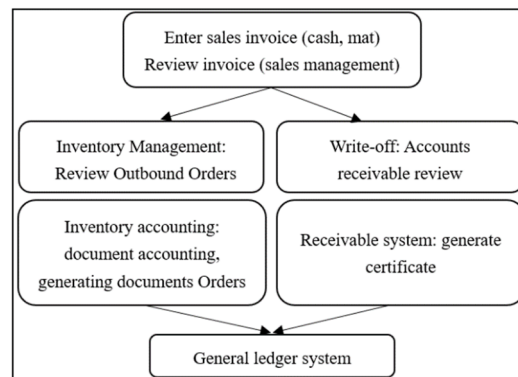 Enter sales invoice (cash, mat)
Review invoice (sales management)
Inventory Management:
Review Outbound Orders
Write-off: Accounts
receivable review
Inventory accounting:
document accounting,
generating documents Orders
Receivable system: generate
certificate
General ledger system